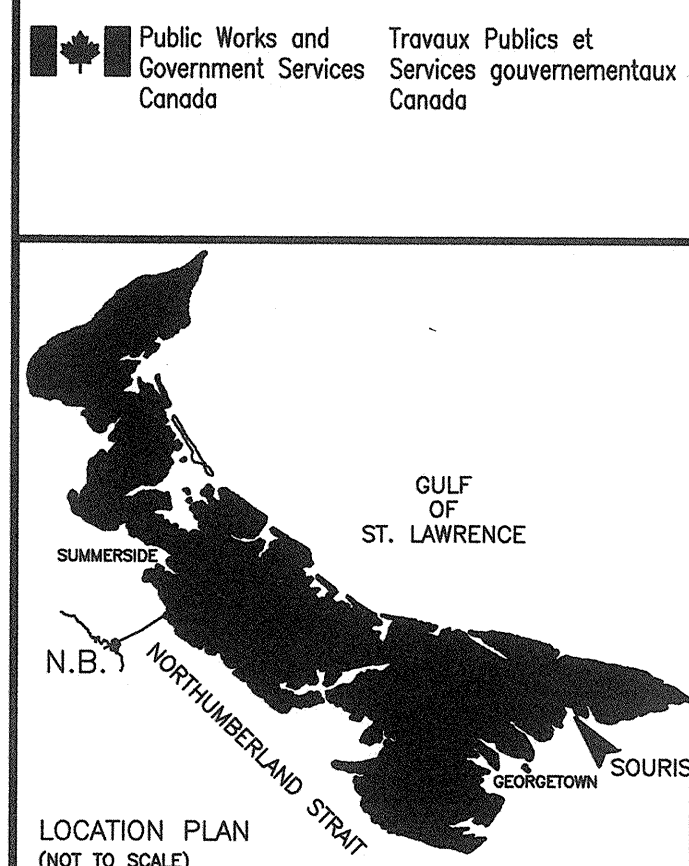 Public Works and
Government Services
Canada
Travaux Publics et
Services gouvernementaux
Canada
GULF
OF
ST. LAWRENCE
SUMMERSIDE
N.B.
NORTHUMBERLAND STRAIT
GEORGETOWN
SOURIS
LOCATION PLAN
(NOT TO SCALE)